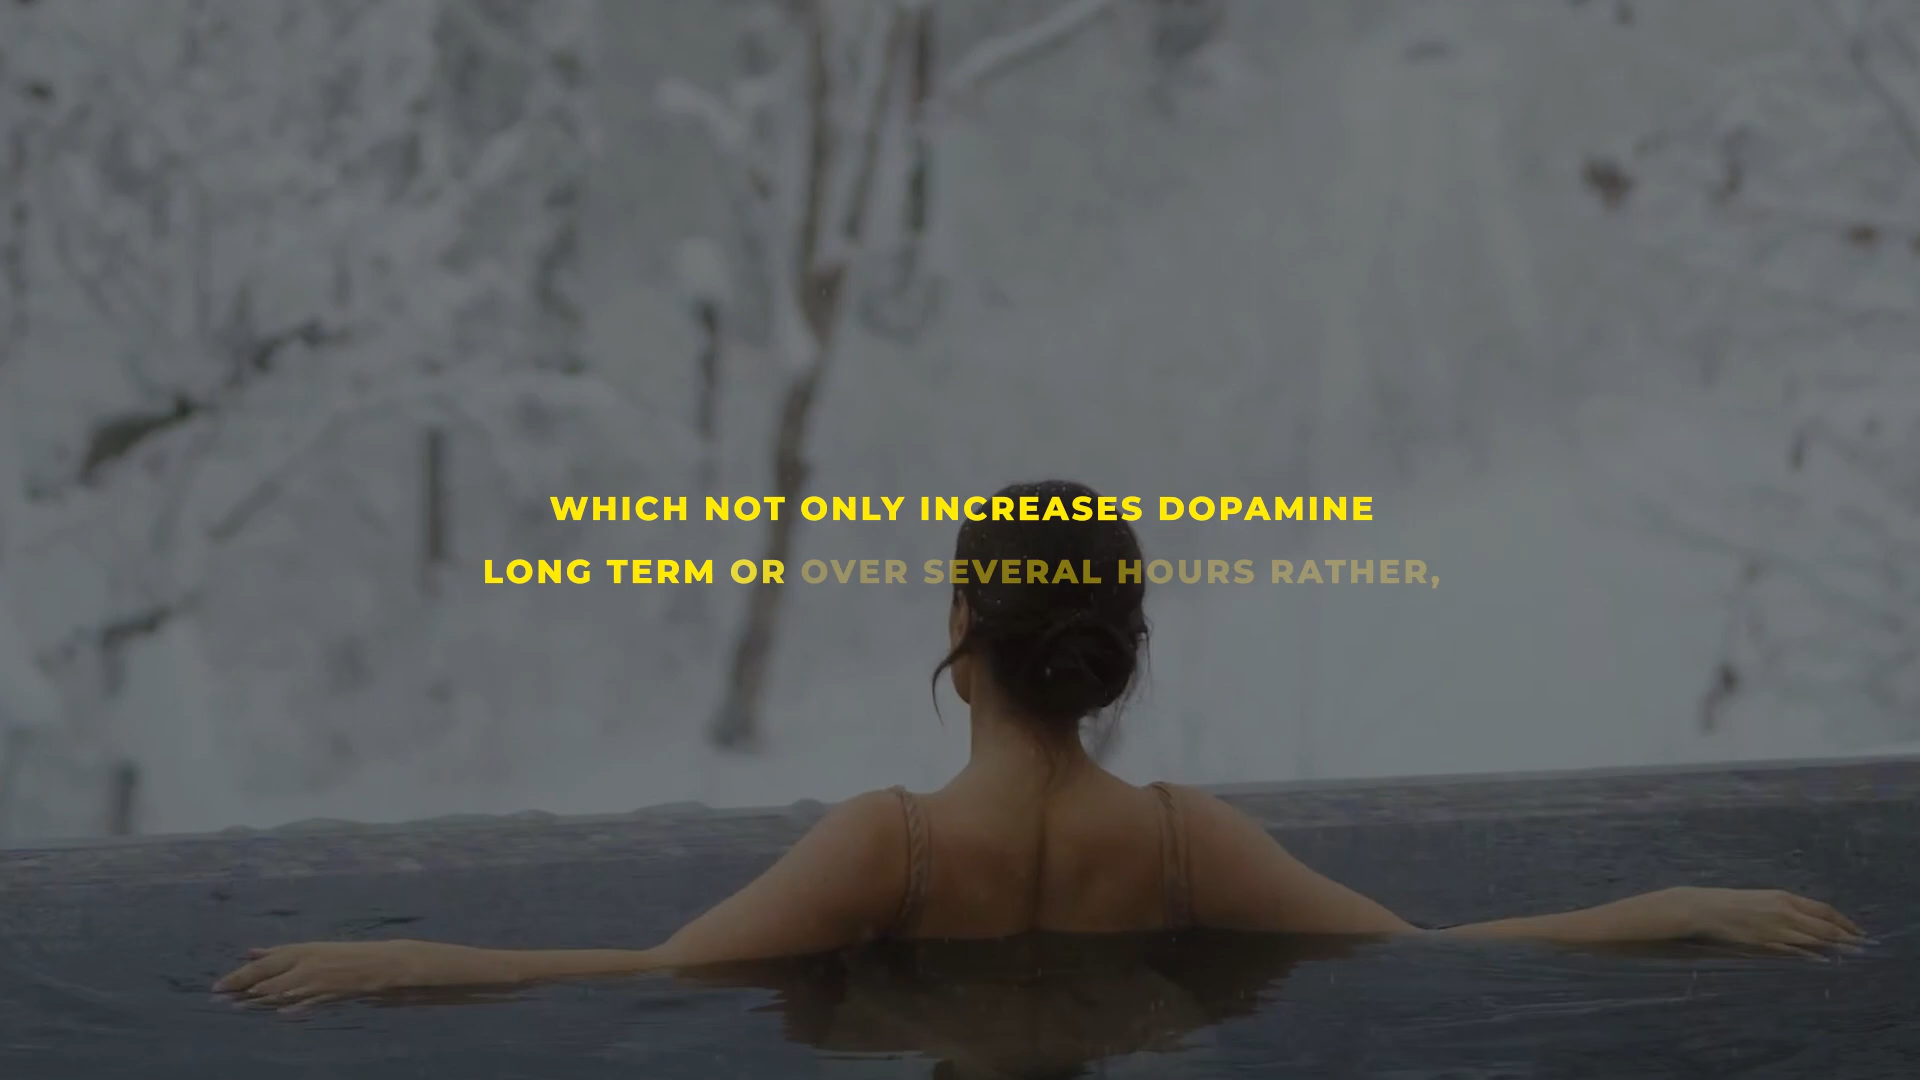 WHICH NOT ONLY INCREASES DOPAMINE
LONG TERM OR OVER SEVERAL HOURS RATHER,